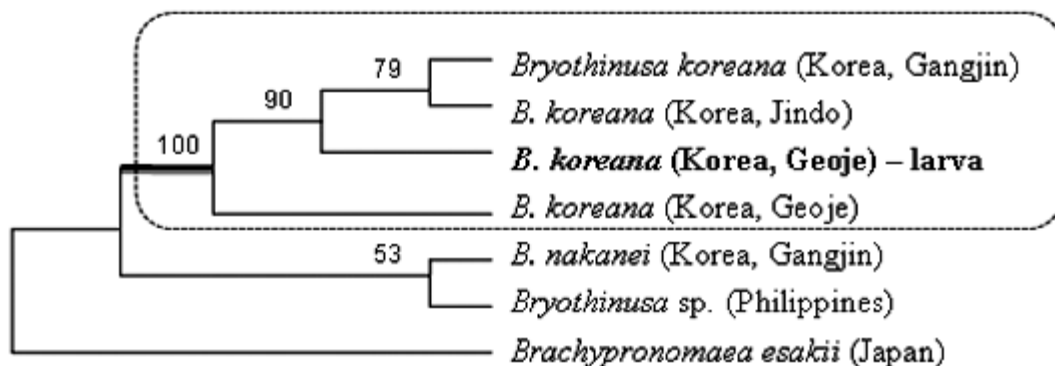 79
Bryothinusa koreana (Korea, Gangjin)
90
B. koreana (Korea, Jindo)
100
B. koreana (Korea, Geoje) – larva
B. koreana (Korea, Geoje)
53
B. nakanei (Korea, Gangjin)
Bryothinusa sp. (Philippines)
Brachypronomaea esakii (Japan)